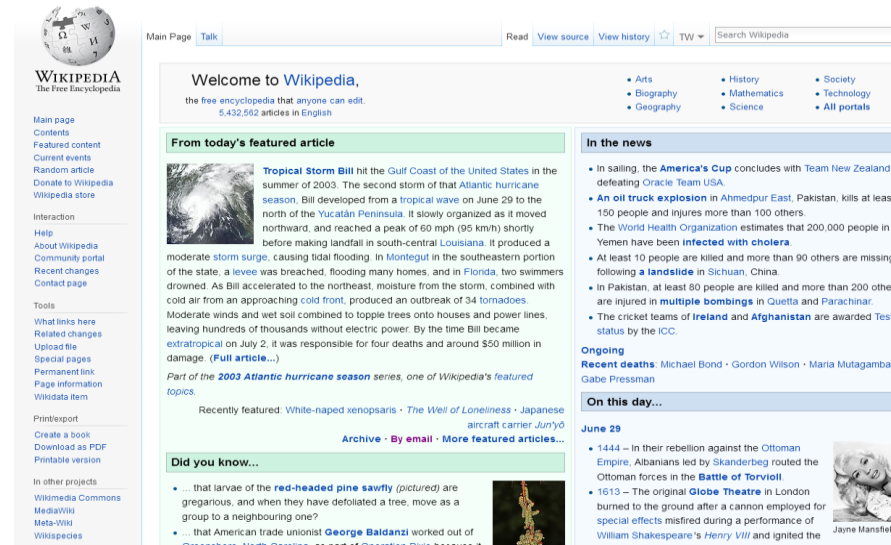 WIKIPEDIA
The Free Encyclopedia
Main page
Contents
Featured content
Current events
Random article
Donate to Wikipedia
Wikipedia store
Interaction
Help
About Wikipedia
Community portal
Recent changes
Contact page
Tools
What links here
Related changes
Upload file
Special pages
Permanent link
Page information
Wikidata item
Print/export
Create a book
Download as PDF
Printable version
In other projects
Wikimedia Commons
MediaWiki
Meta-Wiki
Wikispecies
Main Page Talk
Read View source View history TW Search Wikipedia
Welcome to Wikipedia,
the free encyclopedia that anyone can edit.
5,432,562 articles in English
• Arts
• Biography
• Geography
• History
• Mathematics
• Science
• Society
• Technology
• All portals
From today's featured article
Tropical Storm Bill hit the Gulf Coast of the United States in the
summer of 2003. The second storm of that Atlantic hurricane
season, Bill developed from a tropical wave on June 29 to the
north of the Yucatán Peninsula. It slowly organized as it moved
northward, and reached a peak of 60 mph (95 km/h) shortly
before making landfall in south-central Louisiana. It produced a
moderate storm surge, causing tidal flooding. In Montegut in the southeastern portion
of the state, a levee was breached, flooding many homes, and in Florida, two swimmers
drowned. As Bill accelerated to the northeast, moisture from the storm, combined with
cold air from an approaching cold front, produced an outbreak of 34 tornadoes.
Moderate winds and wet soil combined to topple trees onto houses and power lines,
leaving hundreds of thousands without electric power. By the time Bill became
extratropical on July 2, it was responsible for four deaths and around $50 million in
damage. (Full article...)
Part of the 2003 Atlantic hurricane season series, one of Wikipedia's featured
topics.
Recently featured: White-naped xenopsaris · The Well of Loneliness · Japanese
aircraft carrier Jun'yō
Archive · By email · More featured articles...
Did you know...
• ... that larvae of the red-headed pine sawfly (pictured) are
gregarious, and when they have defoliated a tree, move as a
group to a neighbouring one?
• ... that American trade unionist George Baldanzi worked out of
In the news
• In sailing, the America's Cup concludes with Team New Zealand
defeating Oracle Team USA.
• An oil truck explosion in Ahmedpur East, Pakistan, kills at leas
150 people and injures more than 100 others.
• The World Health Organization estimates that 200,000 people in
Yemen have been infected with cholera.
• At least 10 people are killed and more than 90 others are missing
following a landslide in Sichuan, China.
• In Pakistan, at least 80 people are killed and more than 200 othe
are injured in multiple bombings in Quetta and Parachinar.
• The cricket teams of Ireland and Afghanistan are awarded Tes
status by the ICC.
Ongoing
Recent deaths: Michael Bond · Gordon Wilson · Maria Mutagamba
Gabe Pressman
On this day...
June 29
• 1444 – In their rebellion against the Ottoman
Empire, Albanians led by Skanderbeg routed the
Ottoman forces in the Battle of Torvioll.
• 1613 – The original Globe Theatre in London
burned to the ground after a cannon employed for
special effects misfired during a performance of
William Shakespeare's Henry VIII and ignited the
Jayne Mansfiel